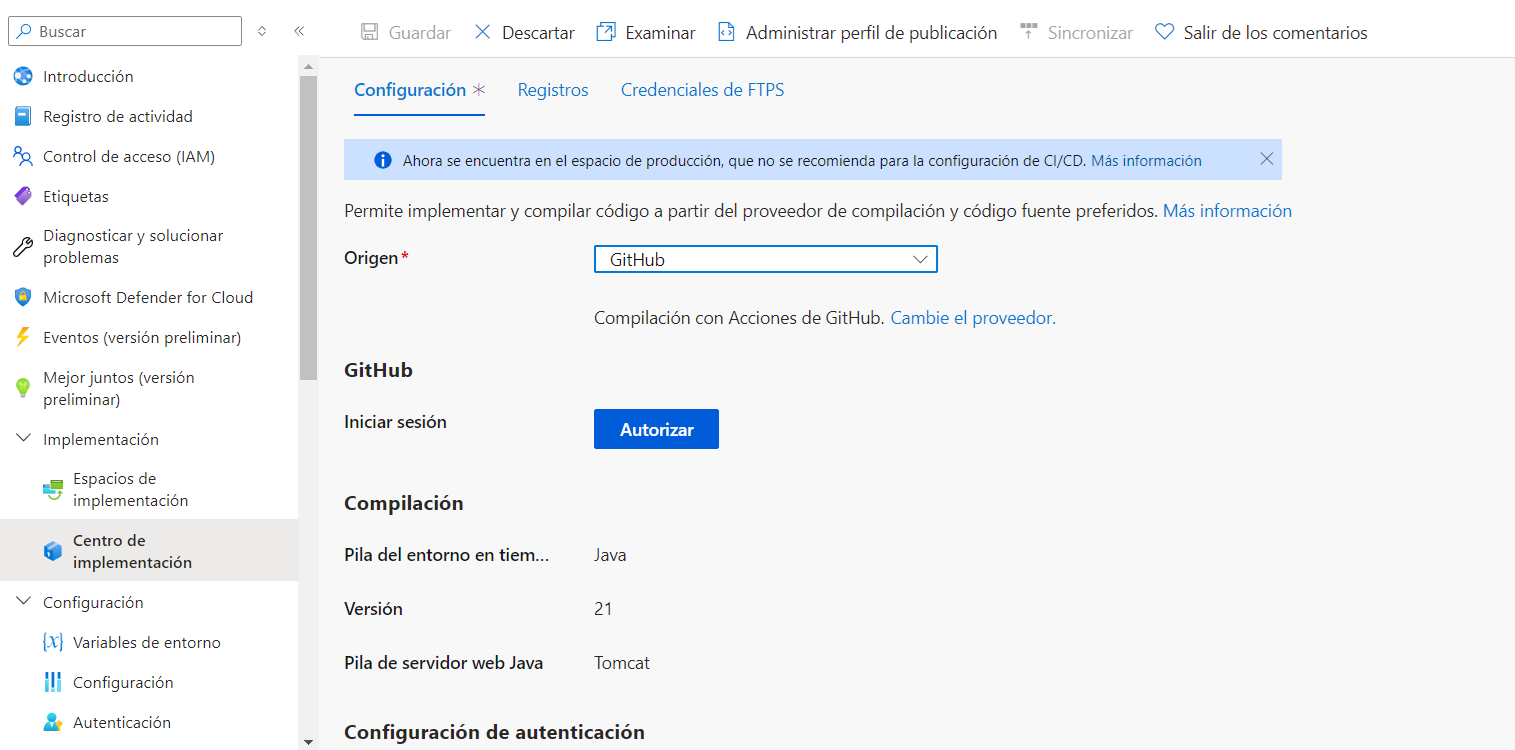 Buscar
Guardar
Descartar
Examinar
Administrar perfil de publicación
Sincronizar
Salir de los comentarios
Introducción
Registro de actividad
Control de acceso (IAM)
Etiquetas
Diagnosticar y solucionar
problemas
Microsoft Defender for Cloud
Eventos (versión preliminar)
Mejor juntos (versión
preliminar)
Implementación
Espacios de
implementación
Centro de
implementación
Configuración
Variables de entorno
Configuración
Autenticación
Configuración *
Registros
Credenciales de FTPS
Ahora se encuentra en el espacio de producción, que no se recomienda para la configuración de CI/CD. Más información
Permite implementar y compilar código a partir del proveedor de compilación y código fuente preferidos. Más información
Origen* GitHub
Compilación con Acciones de GitHub. Cambie el proveedor.
GitHub
Iniciar sesión Autorizar
Compilación
Pila del entorno en tiem... Java
Versión 21
Pila de servidor web Java Tomcat
Configuración de autenticación